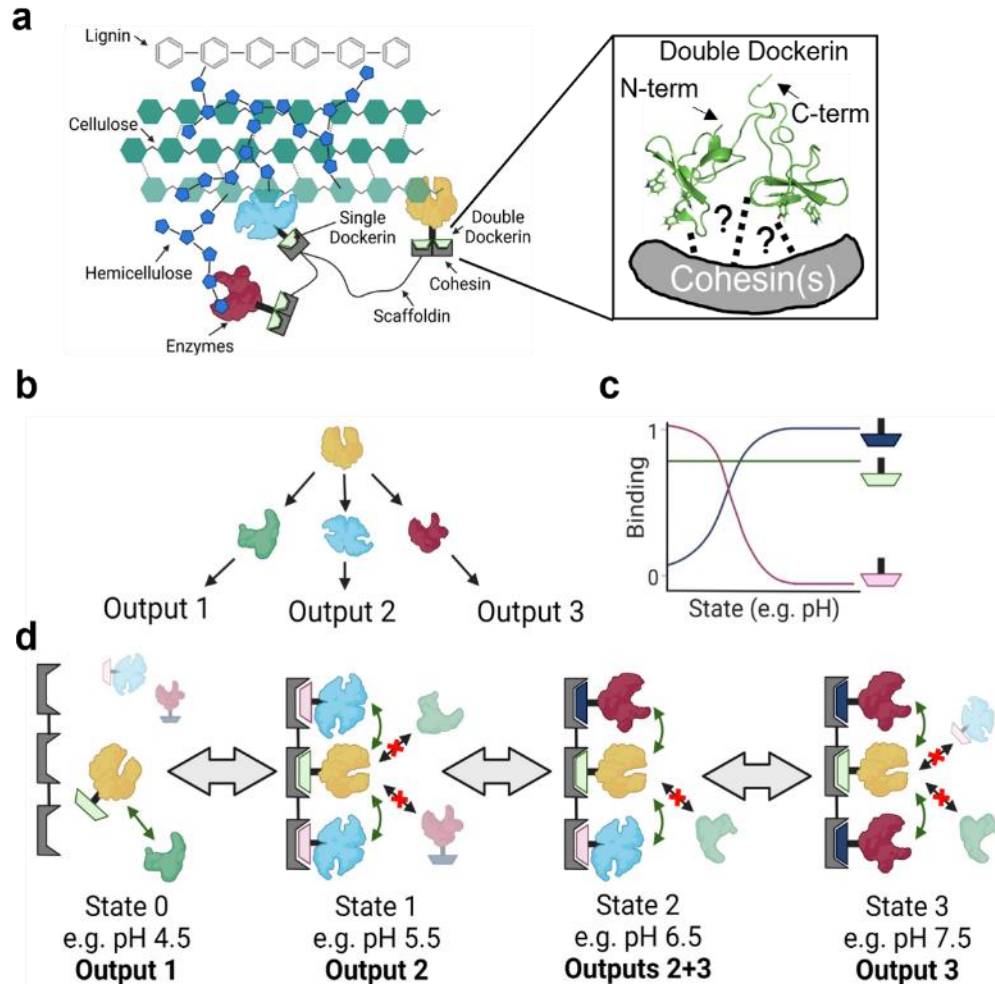 a
Lignin
Cellulose
Hemicellulose
Enzymes
Single
Dockerin
Double
Dockerin
Cohesin
Scaffoldin
Double Dockerin
N-term
C-term
? ?
Cohesin(s)
b
Output 1
Output 2
Output 3
c
1
Binding
0
State (e.g. pH)
d
State 0
e.g. pH 4.5
Output 1
State 1
e.g. pH 5.5
Output 2
State 2
e.g. pH 6.5
Outputs 2+3
State 3
e.g. pH 7.5
Output 3